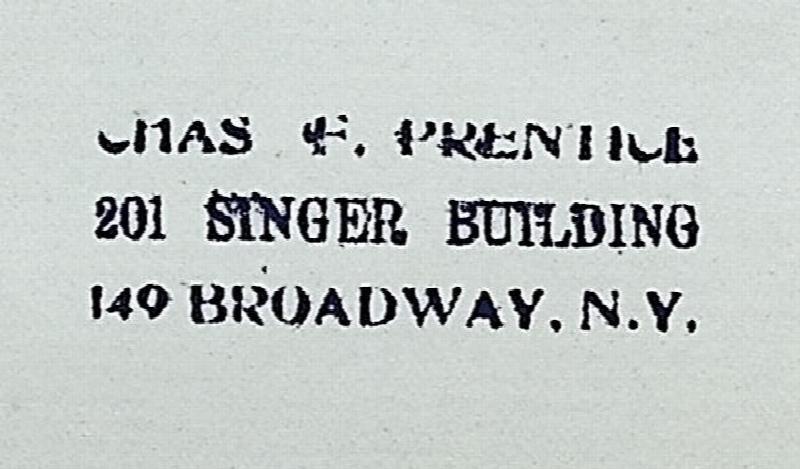 CHAS F. PRENTICE
201 SINGER BUILDING
149 BROADWAY, N.Y.